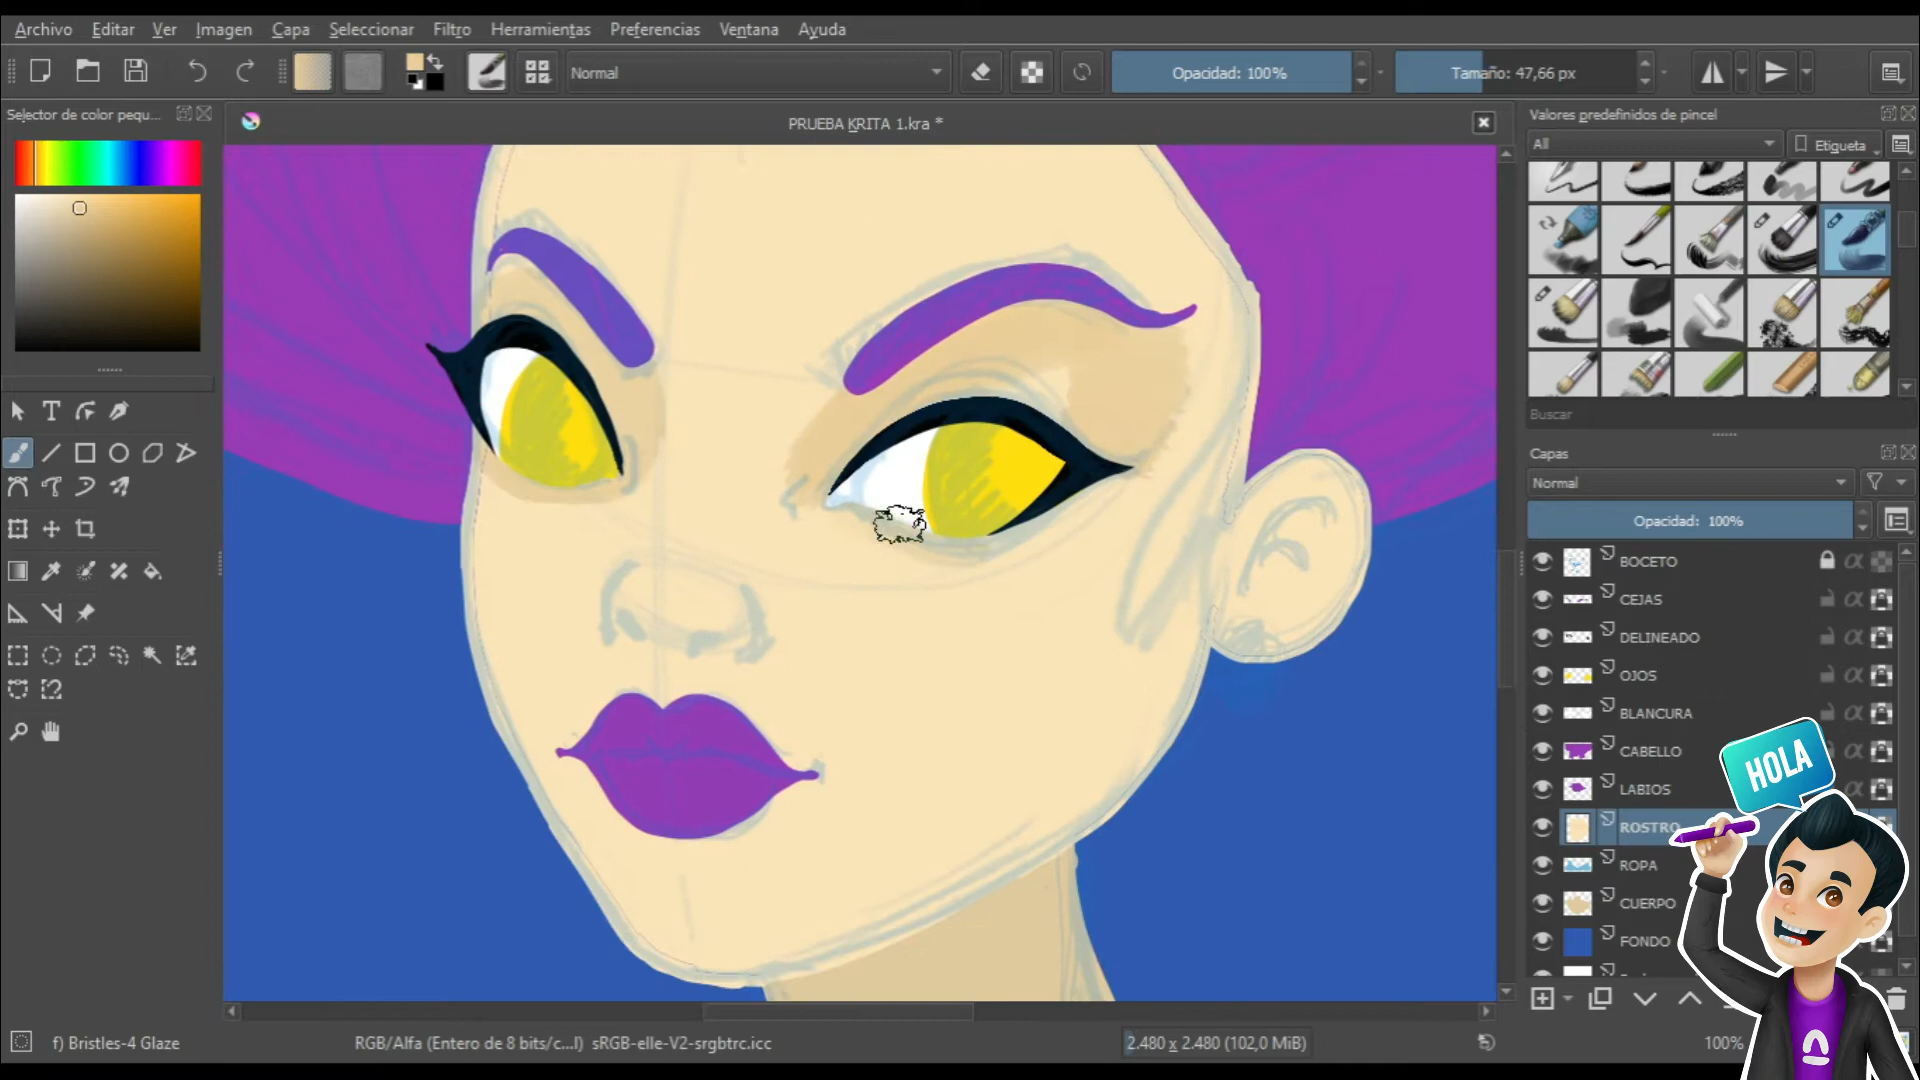 Archivo Editar Ver Imagen Capa Seleccionar Filtro Herramientas Preferencias Ventana Ayuda
Normal
Opacidad: 100%
Tamaño: 47,66 px
Selector de color pequ...
PRUEBA KRITA 1.kra *
Valores predefinidos de pincel
All
Etiqueta
Buscar
Capas
Normal
Opacidad: 100%
BOCETO
CEJAS
DELINEADO
OJOS
BLANCURA
CABELLO
LABIOS
ROSTRO
ROPA
CUERPO
FONDO
HOLA
f) Bristles-4 Glaze
RGB/Alfa (Entero de 8 bits/c...l) sRGB-elle-V2-srgbtrc.icc
2.480 x 2.480 (102,0 MiB)
100%